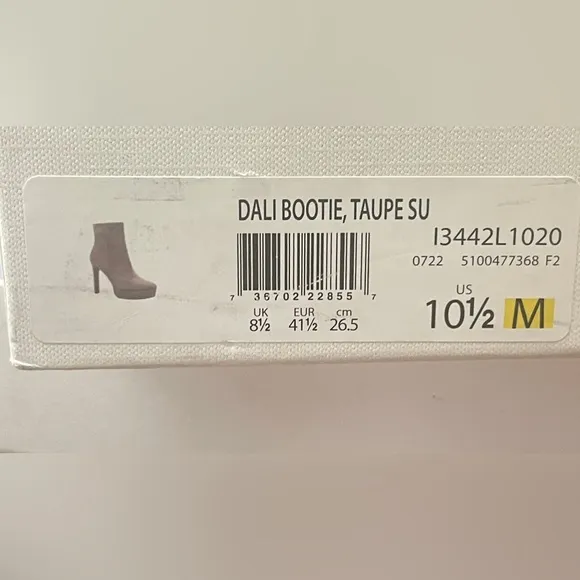 DALI BOOTIE, TAUPE SU
I3442L1020
0722 5100477368 F2
7 36702 22855 7
UK EUR cm
8½ 41½ 26.5
US
10½ M